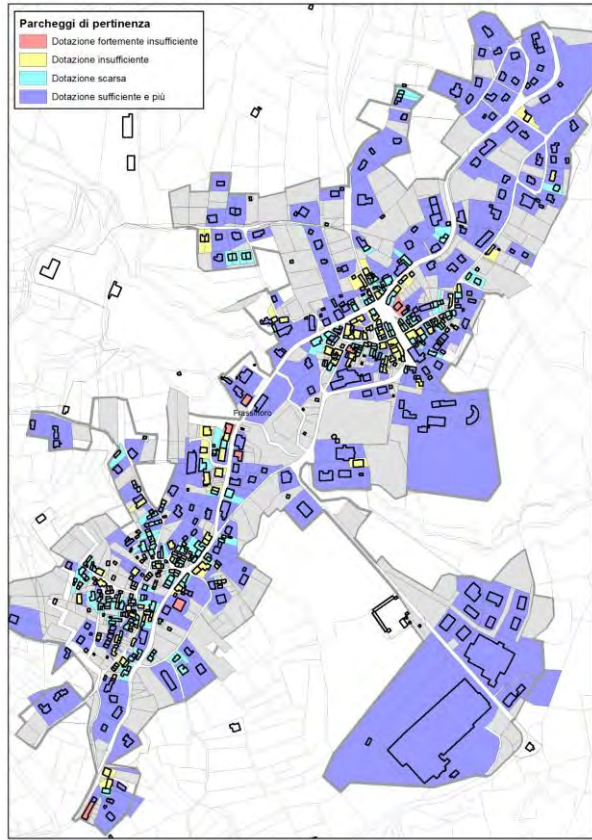 Parcheggi di pertinenza
Dotazione fortemente insufficiente
Dotazione insufficiente
Dotazione scarsa
Dotazione sufficiente e più
Frassinoro